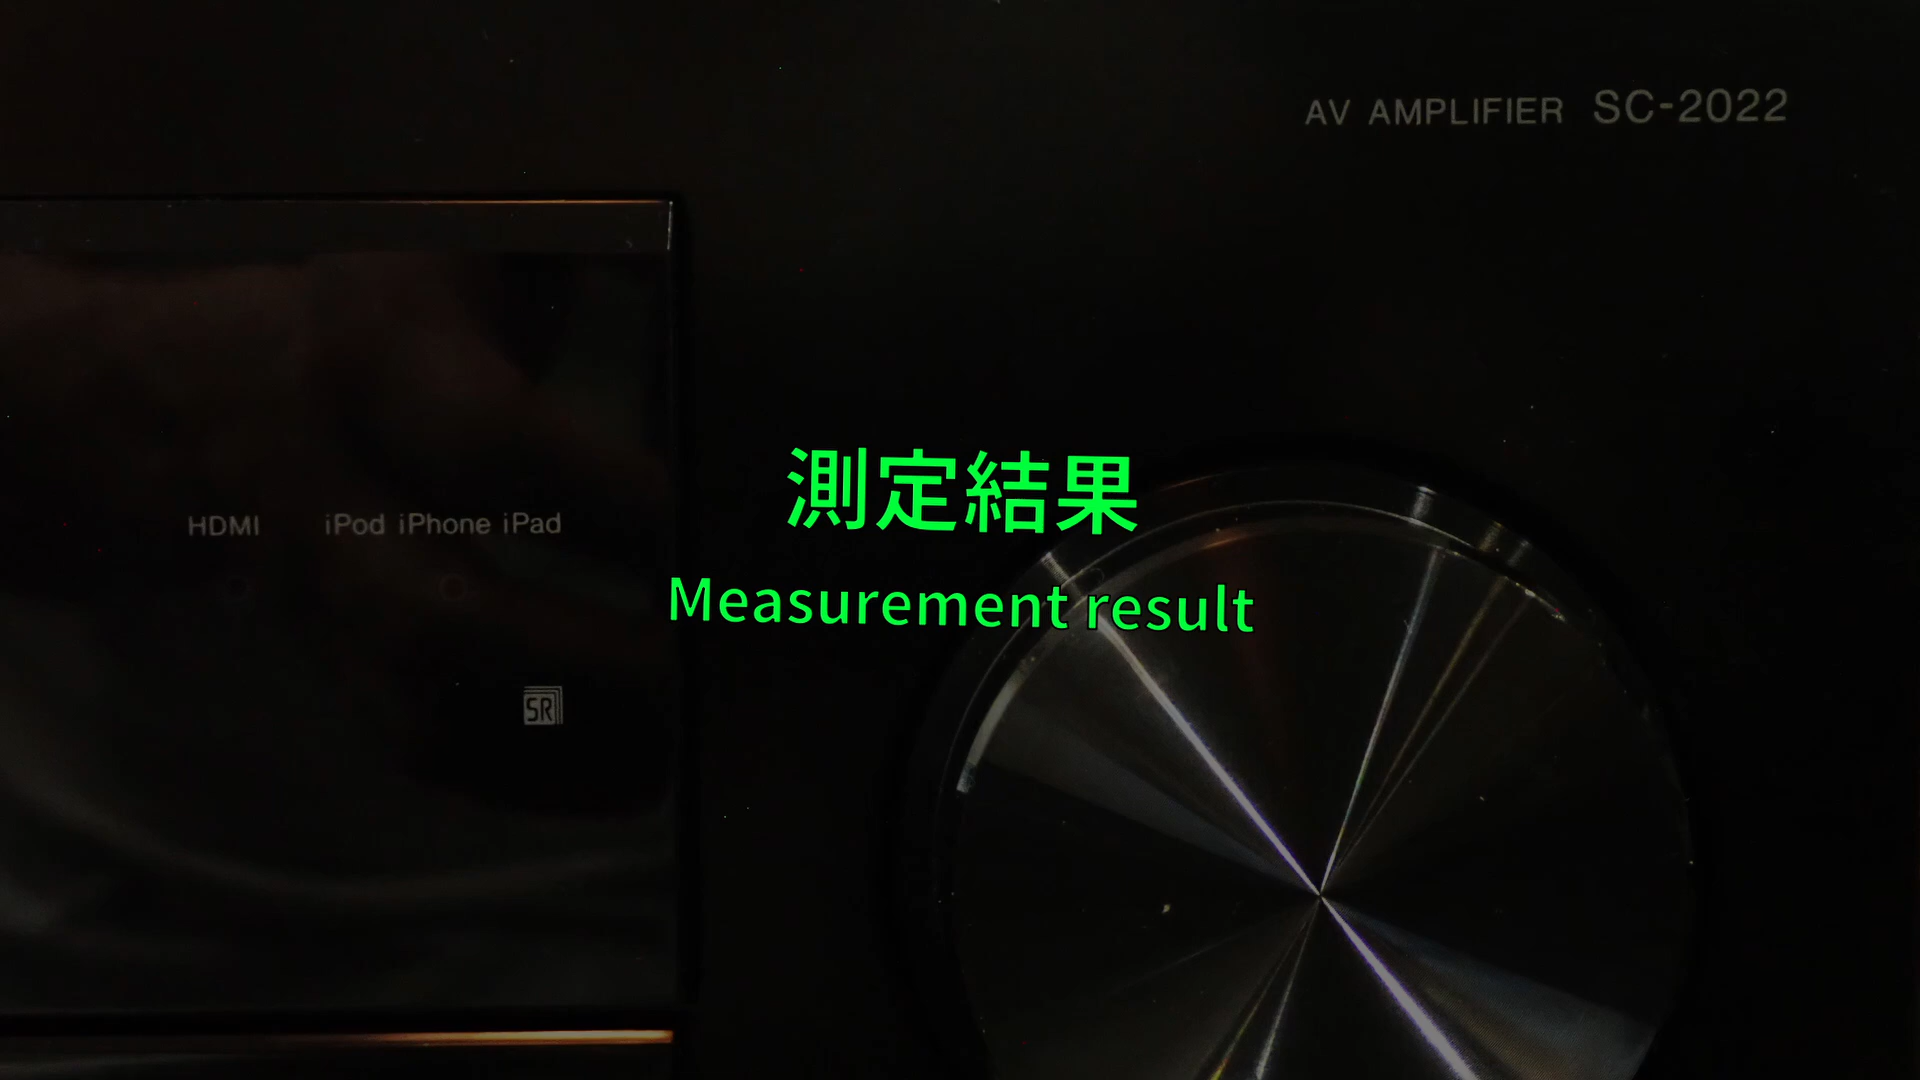 AV AMPLIFIER SC-2022
測定結果
HDMI iPod iPhone iPad
Measurement result
SR